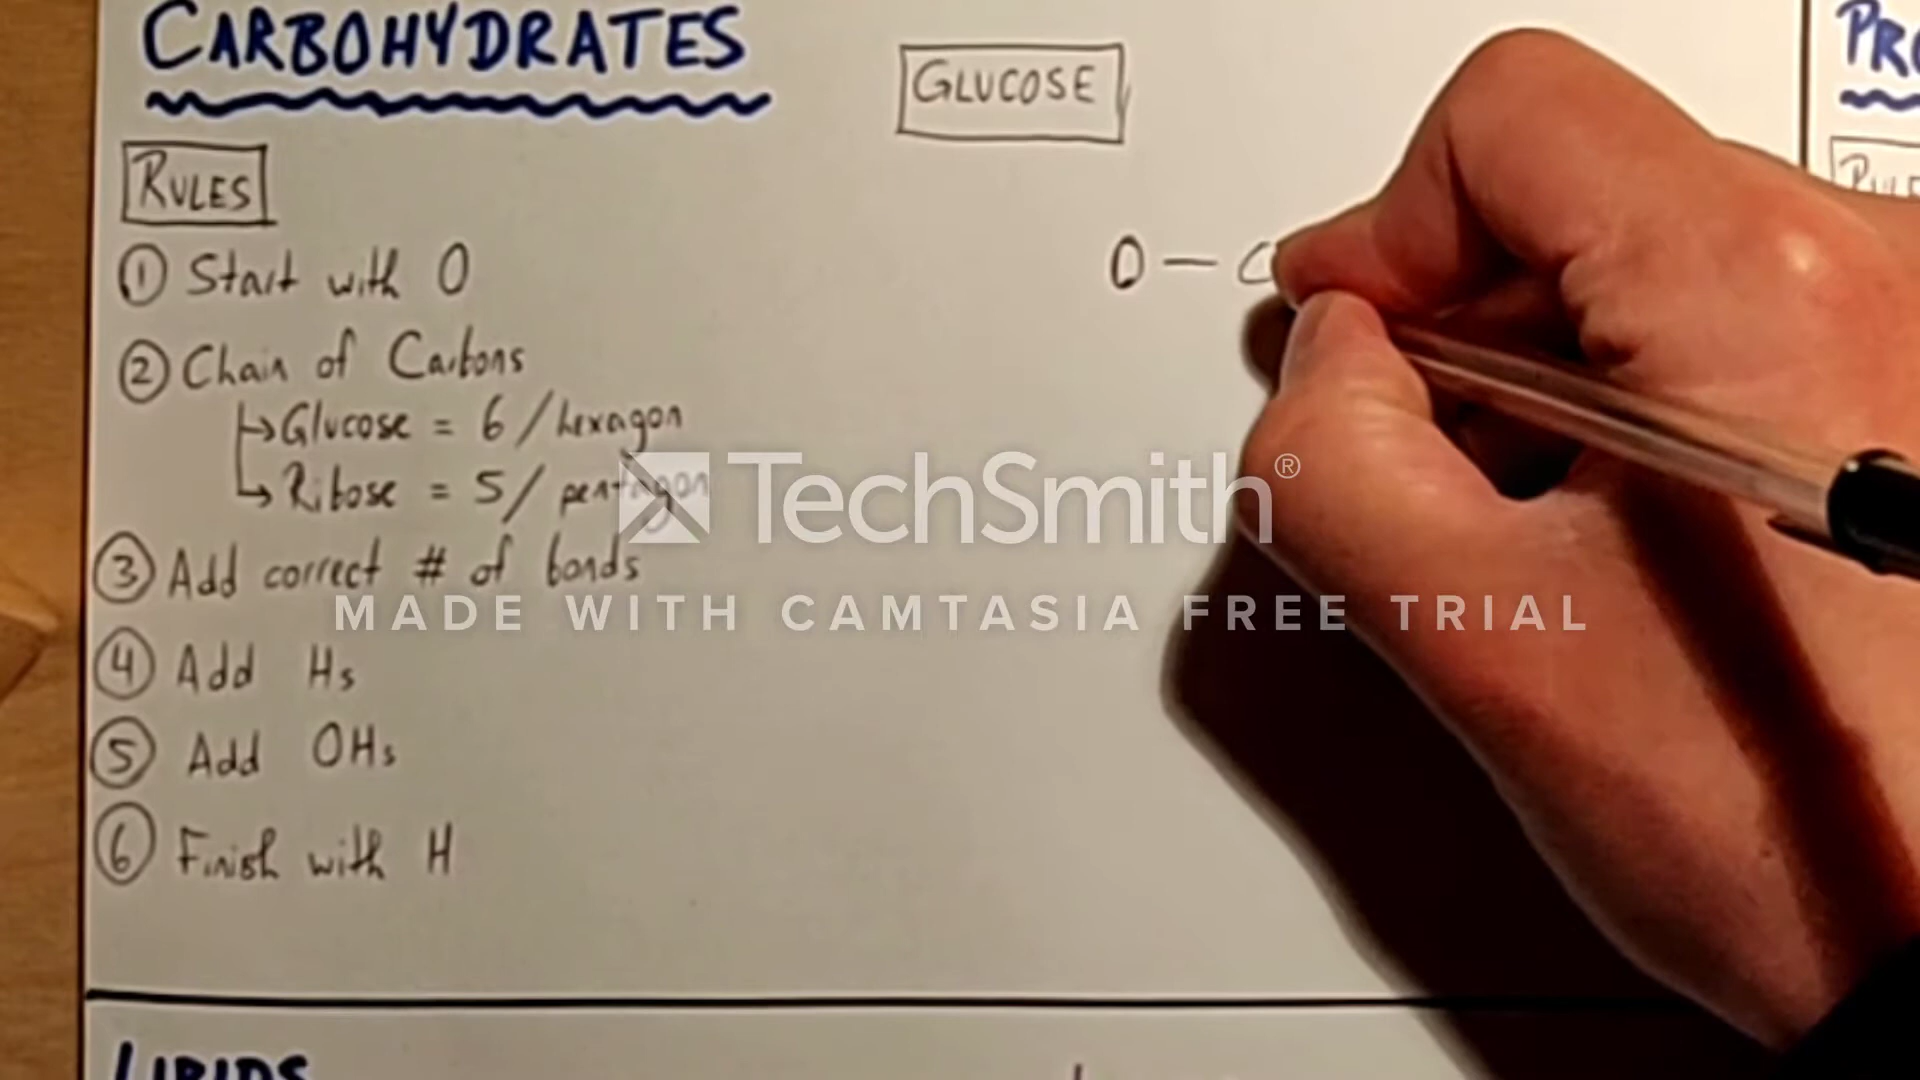 CARBOHYDRATES
GLUCOSE
RULES
① Start with O
② Chain of Carbons
↳ Glucose = 6 / hexagon
↳ Ribose = 5 / pentagon
③ Add correct # of bonds
④ Add Hs
⑤ Add OHs
⑥ Finish with H
O — C
TechSmith®
MADE WITH CAMTASIA FREE TRIAL
LIPIDS